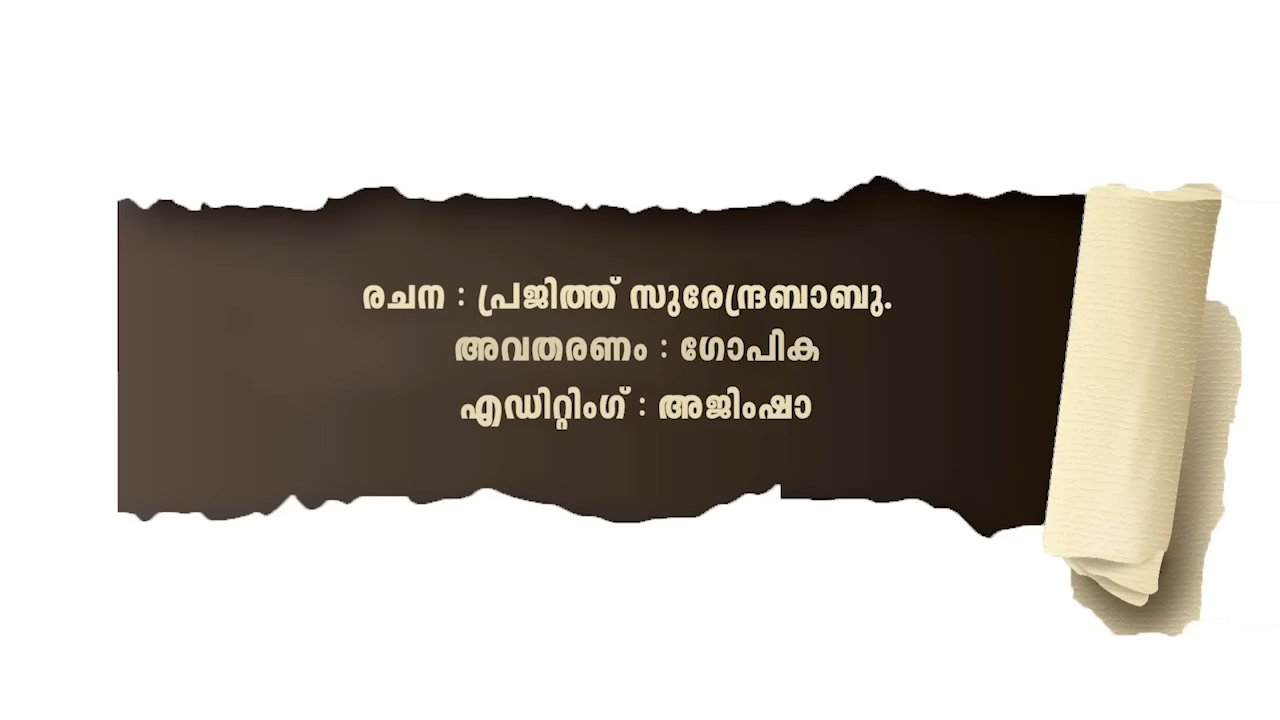 രചന : പ്രജിത്ത് സുരേന്ദ്രബാബു.
അവതരണം : ഗോപിക
എഡിറ്റിംഗ് : അജിംഷാ